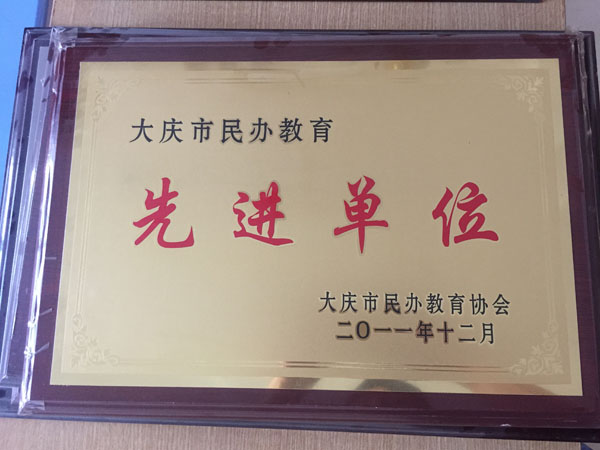 大庆市民办教育
先进单位
大庆市民办教育协会
二〇一一年十二月